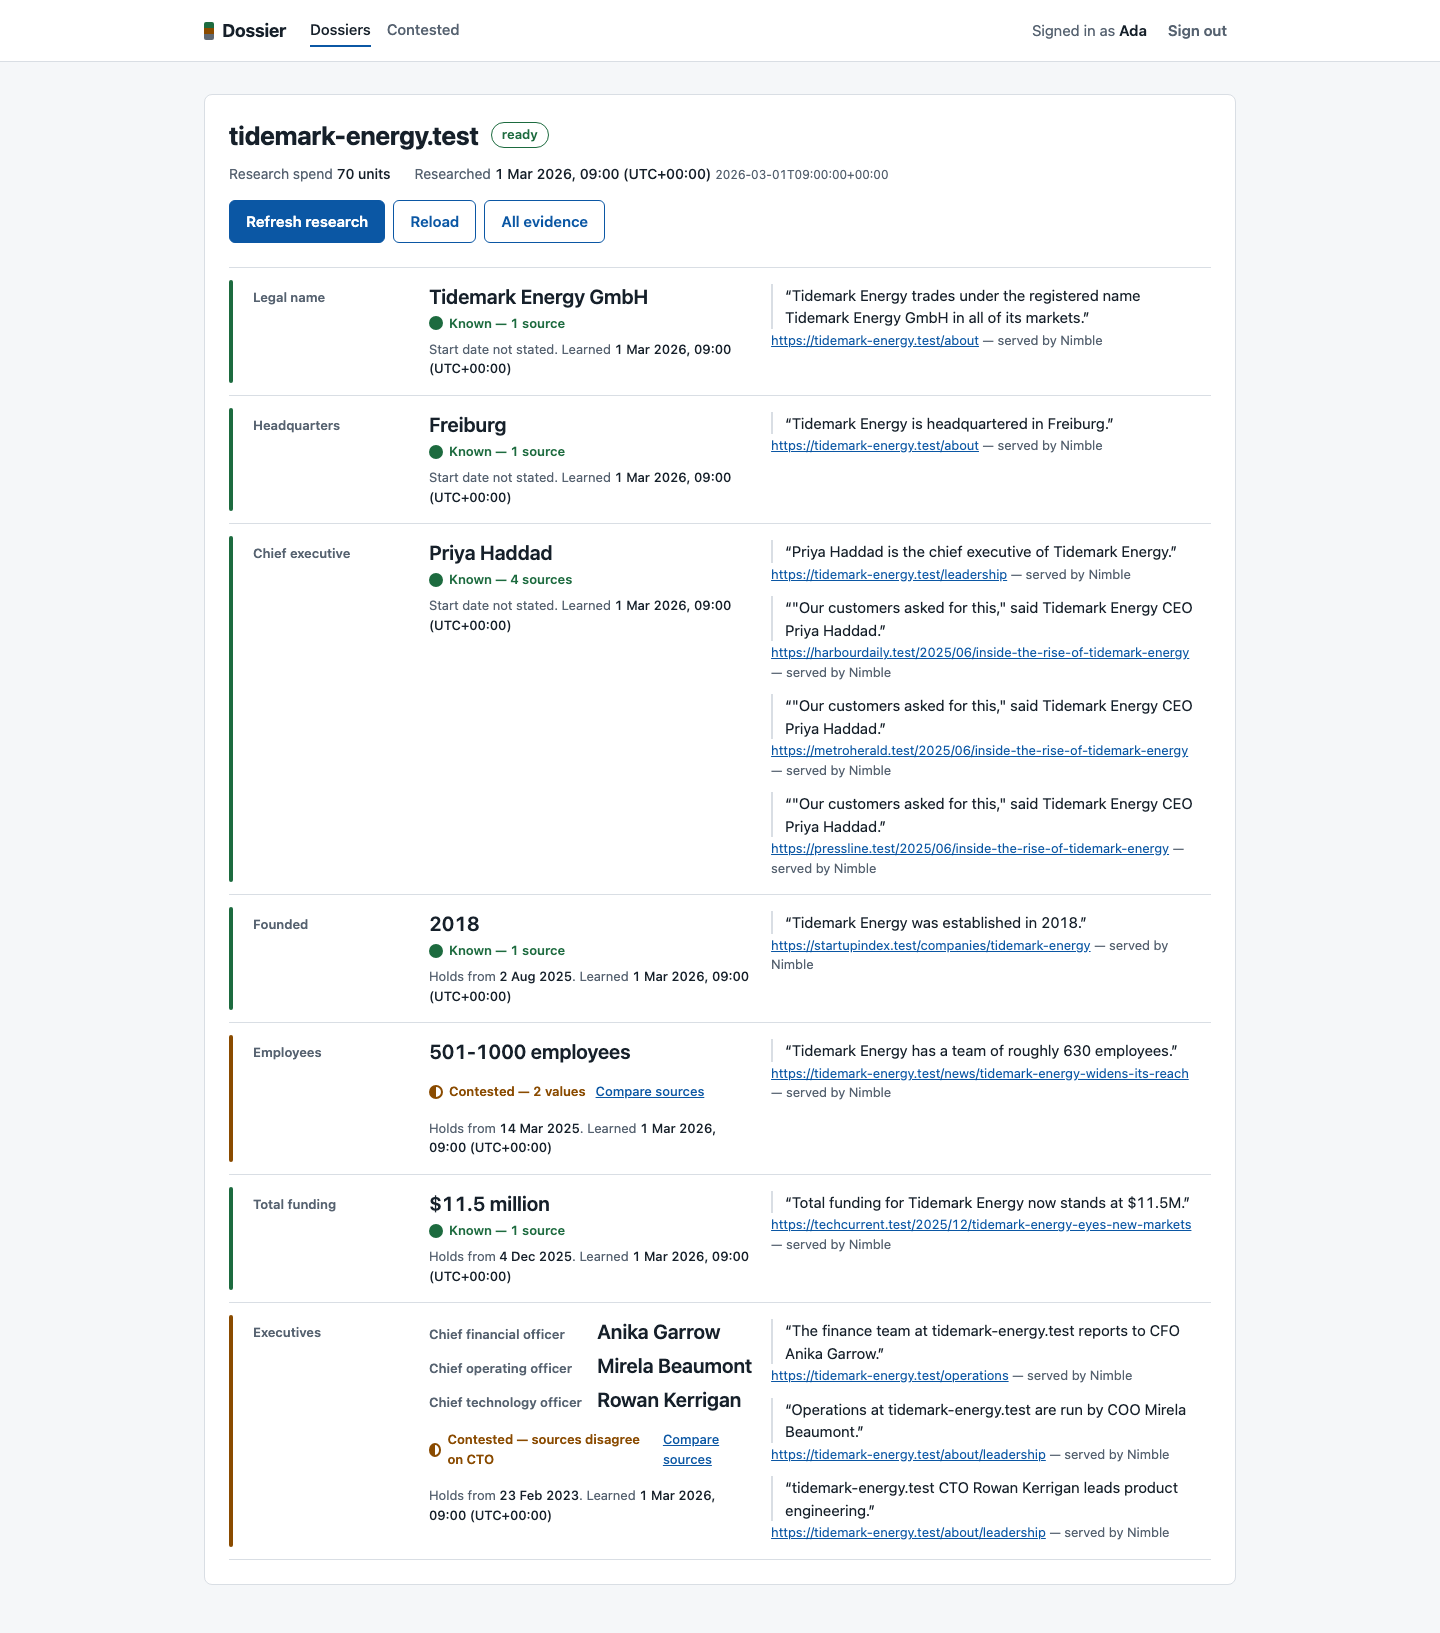 Dossier
Dossiers
Contested
Signed in as Ada
Sign out
tidemark-energy.test
ready
Research spend 70 units
Researched 1 Mar 2026, 09:00 (UTC+00:00) 2026-03-01T09:00:00+00:00
Refresh research
Reload
All evidence
Legal name
Tidemark Energy GmbH
Known — 1 source
Start date not stated. Learned 1 Mar 2026, 09:00
(UTC+00:00)
“Tidemark Energy trades under the registered name
Tidemark Energy GmbH in all of its markets.”
https://tidemark-energy.test/about — served by Nimble
Headquarters
Freiburg
Known — 1 source
Start date not stated. Learned 1 Mar 2026, 09:00
(UTC+00:00)
“Tidemark Energy is headquartered in Freiburg.”
https://tidemark-energy.test/about — served by Nimble
Chief executive
Priya Haddad
Known — 4 sources
Start date not stated. Learned 1 Mar 2026, 09:00
(UTC+00:00)
“Priya Haddad is the chief executive of Tidemark Energy.”
https://tidemark-energy.test/leadership — served by Nimble
“"Our customers asked for this," said Tidemark Energy CEO
Priya Haddad.”
https://harbourdaily.test/2025/06/inside-the-rise-of-tidemark-energy
— served by Nimble
“"Our customers asked for this," said Tidemark Energy CEO
Priya Haddad.”
https://metroherald.test/2025/06/inside-the-rise-of-tidemark-energy
— served by Nimble
“"Our customers asked for this," said Tidemark Energy CEO
Priya Haddad.”
https://pressline.test/2025/06/inside-the-rise-of-tidemark-energy —
served by Nimble
Founded
2018
Known — 1 source
Holds from 2 Aug 2025. Learned 1 Mar 2026, 09:00
(UTC+00:00)
“Tidemark Energy was established in 2018.”
https://startupindex.test/companies/tidemark-energy — served by
Nimble
Employees
501-1000 employees
Contested — 2 values Compare sources
Holds from 14 Mar 2025. Learned 1 Mar 2026,
09:00 (UTC+00:00)
“Tidemark Energy has a team of roughly 630 employees.”
https://tidemark-energy.test/news/tidemark-energy-widens-its-reach
— served by Nimble
Total funding
$11.5 million
Known — 1 source
Holds from 4 Dec 2025. Learned 1 Mar 2026, 09:00
(UTC+00:00)
“Total funding for Tidemark Energy now stands at $11.5M.”
https://techcurrent.test/2025/12/tidemark-energy-eyes-new-markets
— served by Nimble
Executives
Chief financial officer Anika Garrow
Chief operating officer Mirela Beaumont
Chief technology officer Rowan Kerrigan
Contested — sources disagree
on CTO
Compare
sources
Holds from 23 Feb 2023. Learned 1 Mar 2026,
09:00 (UTC+00:00)
“The finance team at tidemark-energy.test reports to CFO
Anika Garrow.”
https://tidemark-energy.test/operations — served by Nimble
“Operations at tidemark-energy.test are run by COO Mirela
Beaumont.”
https://tidemark-energy.test/about/leadership — served by Nimble
“tidemark-energy.test CTO Rowan Kerrigan leads product
engineering.”
https://tidemark-energy.test/about/leadership — served by Nimble